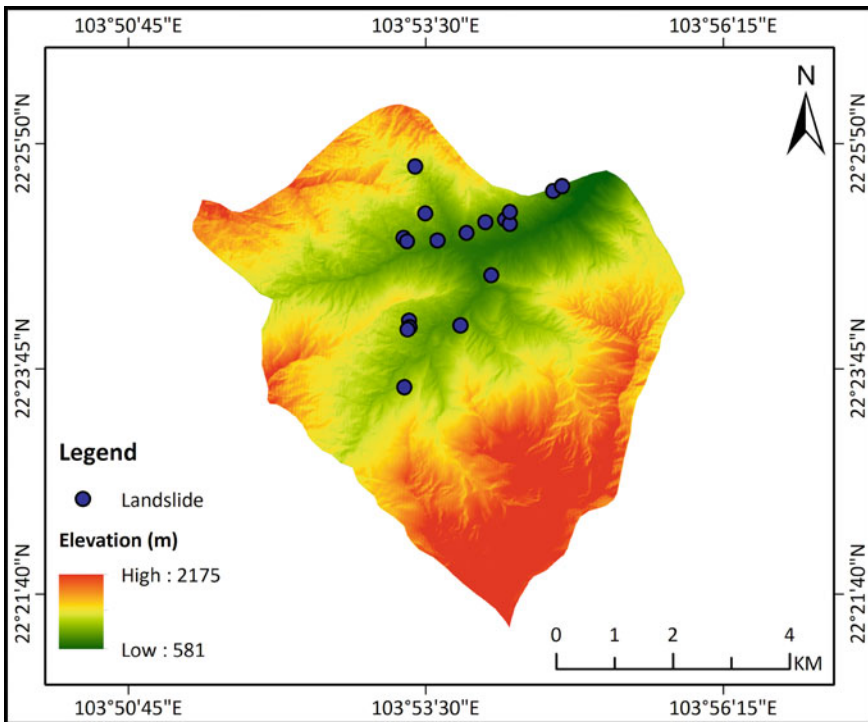 103°50'45"E 103°53'30"E 103°56'15"E
N
22°25'50"N 22°25'50"N
22°23'45"N 22°23'45"N
22°21'40"N 22°21'40"N
Legend
Landslide
Elevation (m)
High : 2175
Low : 581
0 1 2 4
KM
103°50'45"E 103°53'30"E 103°56'15"E